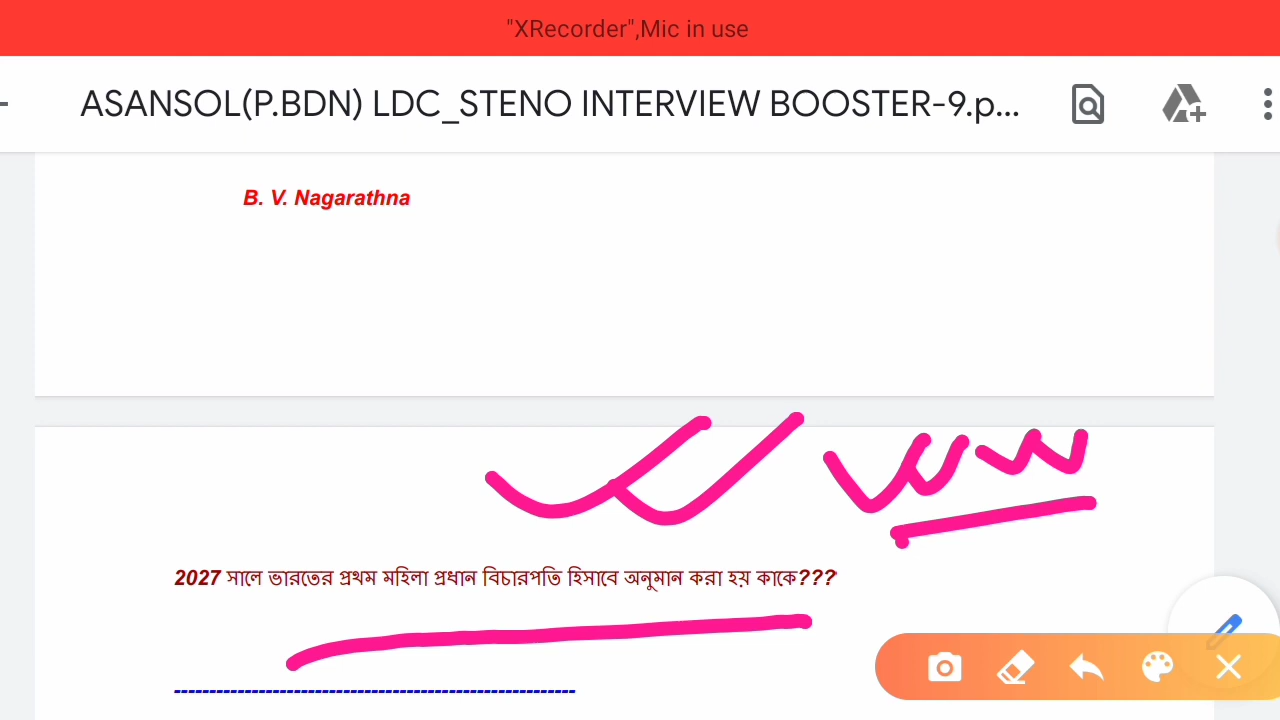 "XRecorder",Mic in use
ASANSOL(P.BDN) LDC_STENO INTERVIEW BOOSTER-9.p...
B. V. Nagarathna
2027 সালে ভারতের প্রথম মহিলা প্রধান বিচারপতি হিসাবে অনুমান করা হয় কাকে???